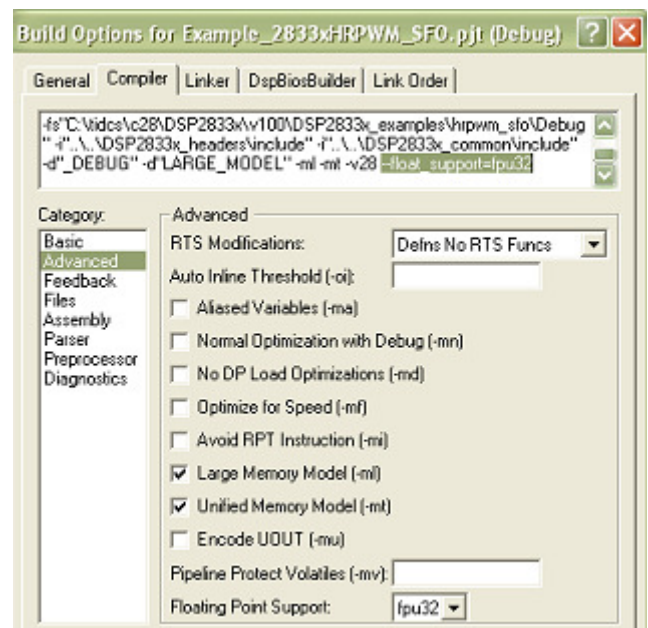 Build Options for Example_2833xHRPWM_SFO.pjt (Debug)
General Compiler Linker DspBiosBuilder Link Order
-fs"C:\tidcs\c28\DSP2833x\v100\DSP2833x_examples\hrpwm_sfo\Debug
" -i"..\..\DSP2833x_headers\include" -i"..\..\DSP2833x_common\include"
-d"_DEBUG" -d"LARGE_MODEL" -ml -mt -v28 --float_support=fpu32
Category:
Basic
Advanced
Feedback
Files
Assembly
Parser
Preprocessor
Diagnostics
Advanced
RTS Modifications: Defns No RTS Funcs
Auto Inline Threshold (-oi):
Aliased Variables (-ma)
Normal Optimization with Debug (-mn)
No DP Load Optimizations (-md)
Optimize for Speed (-mf)
Avoid RPT Instruction (-mi)
Large Memory Model (-ml)
Unified Memory Model (-mt)
Encode UOUT (-mu)
Pipeline Protect Volatiles (-mv):
Floating Point Support: fpu32